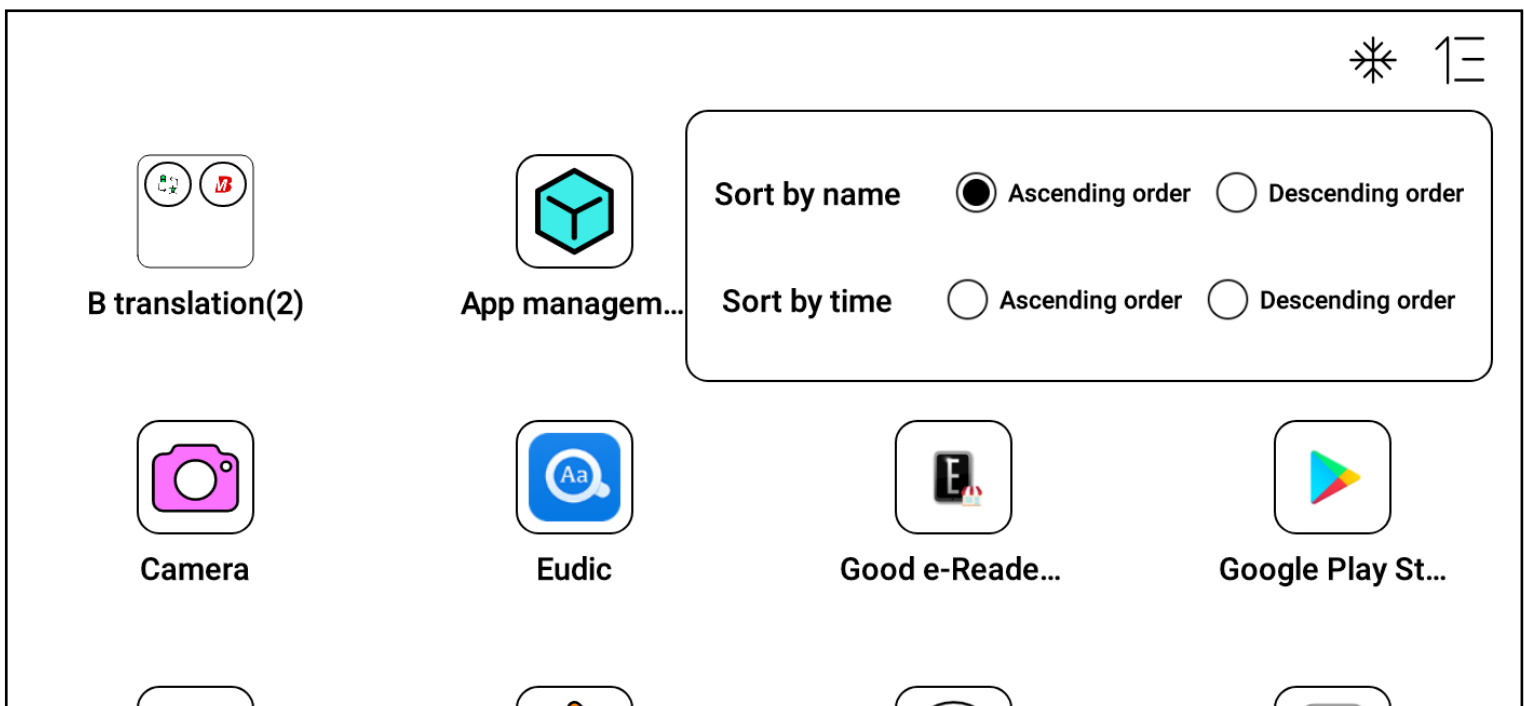 Sort by name Ascending order Descending order
B translation(2) App managem... Sort by time Ascending order Descending order
Aa E
Camera Eudic Good e-Reade... Google Play St...